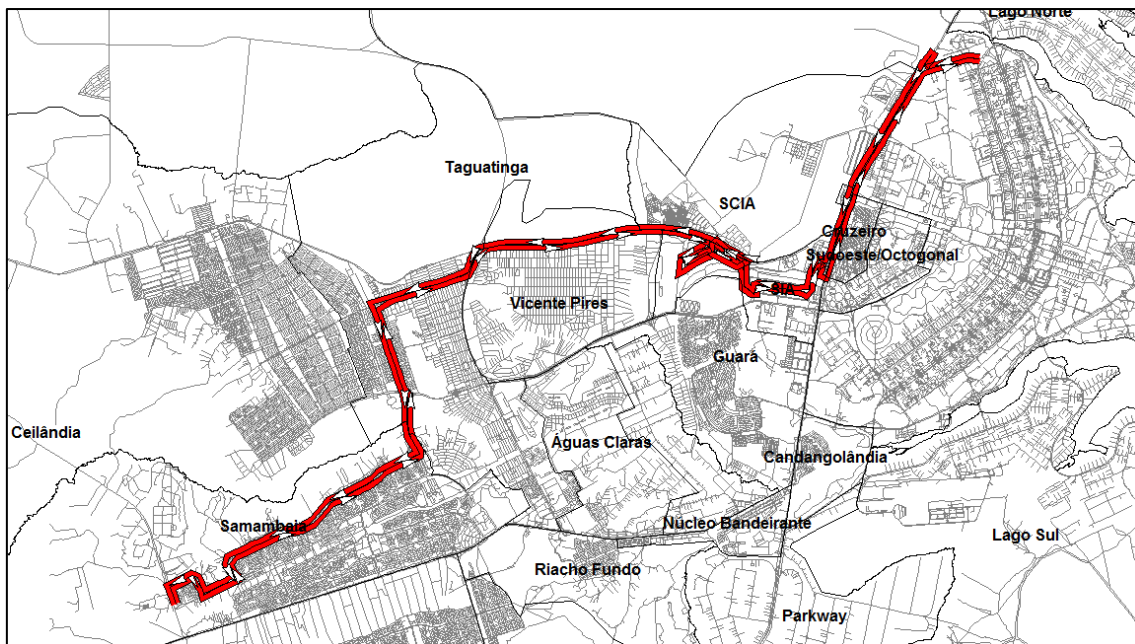 Lago Norte
Taguatinga
SCIA
Cruzeiro
Sudoeste/Octogonal
SIA
Vicente Pires
Guará
Ceilândia
Águas Claras
Candangolândia
Samambaia
Núcleo Bandeirante
Lago Sul
Riacho Fundo
Parkway